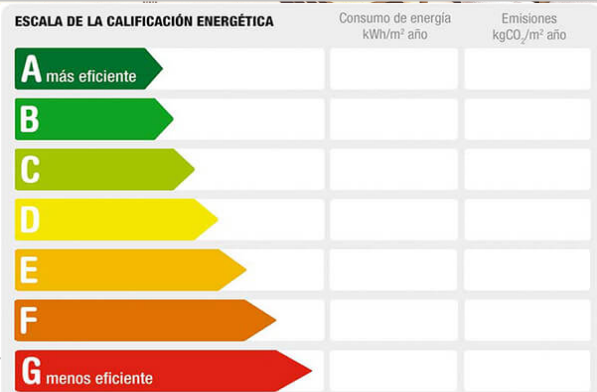 ESCALA DE LA CALIFICACIÓN ENERGÉTICA
Consumo de energía
kWh/m² año
Emisiones
kgCO₂/m² año
A más eficiente
B
C
D
E
F
G menos eficiente